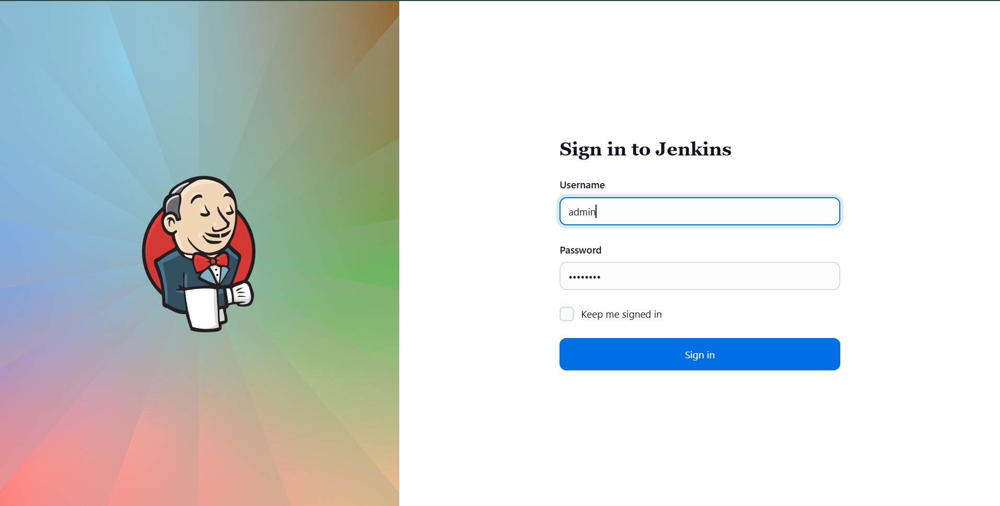 Sign in to Jenkins
Username
admin
Password
••••••••
Keep me signed in
Sign in